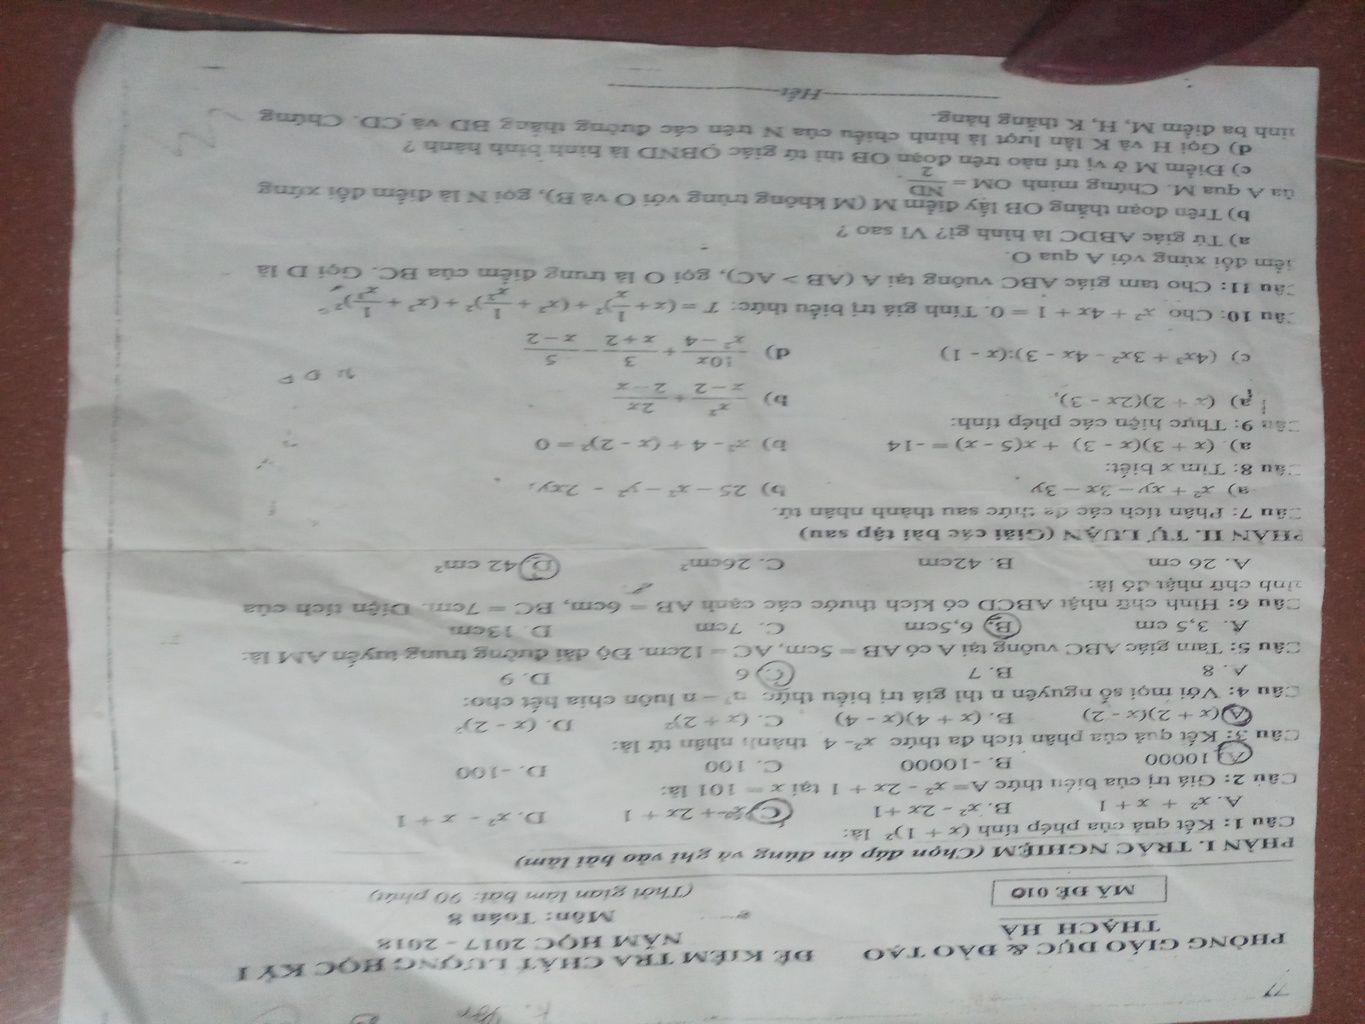 PHÒNG GIÁO DỤC & ĐÀO TẠO
THẠCH HÀ
MÃ ĐỀ 01
ĐỀ KIỂM TRA CHẤT LƯỢNG HỌC KỲ I
NĂM HỌC 2017 - 2018
Môn: Toán 8
(Thời gian làm bài: 90 phút)
PHẦN I. TRẮC NGHIỆM (Chọn đáp án đúng và ghi vào bài làm)
Câu 1: Kết quả của phép tính (x + 1)² là:
A. x² + x + 1 B. x² - 2x +1 C. x² + 2x + 1 D. x² - x + 1
Câu 2: Giá trị của biểu thức A= x² - 2x + 1 tại x = 101 là:
A. 10000 B. -10000 C. 100 D. -100
Câu 3: Kết quả của phân tích đa thức x²- 4 thành nhân tử là:
A. (x + 2)(x - 2) B. (x + 4)(x - 4) C. (x + 2)² D. (x - 2)²
Câu 4: Với mọi số nguyên n thì giá trị biểu thức n³ – n luôn chia hết cho:
A. 8 B. 7 C. 6 D. 9
Câu 5: Tam giác ABC vuông tại A có AB = 5cm, AC = 12cm. Độ dài đường trung tuyến AM là:
A. 3,5 cm B. 6,5cm C. 7cm D. 13cm
Câu 6: Hình chữ nhật ABCD có kích thước các cạnh AB = 6cm, BC = 7cm. Diện tích của
hình chữ nhật đó là:
A. 26 cm B. 42cm C. 26cm² D. 42 cm²
PHẦN II. TỰ LUẬN (Giải các bài tập sau)
Câu 7: Phân tích các đa thức sau thành nhân tử.
a) x² + xy – 3x – 3y b) 25 – x² – y² - 2xy;
Câu 8: Tìm x biết:
a) (x + 3)(x - 3) + x(5 - x) = -14 b) x² - 4 + (x - 2)² = 0
Câu 9: Thực hiện các phép tính:
a) (x + 2)(2x - 3), b) x²/(x – 2) + 2x/(2 – x)
c) (4x³ + 3x² - 4x - 3):(x - 1) d) 10x/(x² – 4) + 3/(x + 2) – 5/(x – 2)
Câu 10: Cho x² + 4x + 1 = 0. Tính giá trị biểu thức: T = (x + 1/x)² + (x² + 1/x²)² + (x³ + 1/x³)²
Câu 11: Cho tam giác ABC vuông tại A (AB > AC), gọi O là trung điểm của BC. Gọi D là
iểm đối xứng với A qua O.
a) Tứ giác ABDC là hình gì? Vì sao ?
b) Trên đoạn thẳng OB lấy điểm M (M không trùng với O và B), gọi N là điểm đối xứng
ủa A qua M. Chứng minh OM = ND/2.
c) Điểm M ở vị trí nào trên đoạn OB thì tứ giác OBND là hình bình hành ?
d) Gọi H và K lần lượt là hình chiếu của N trên các đường thẳng BD và CD. Chứng
inh ba điểm M, H, K thẳng hàng.
Hết